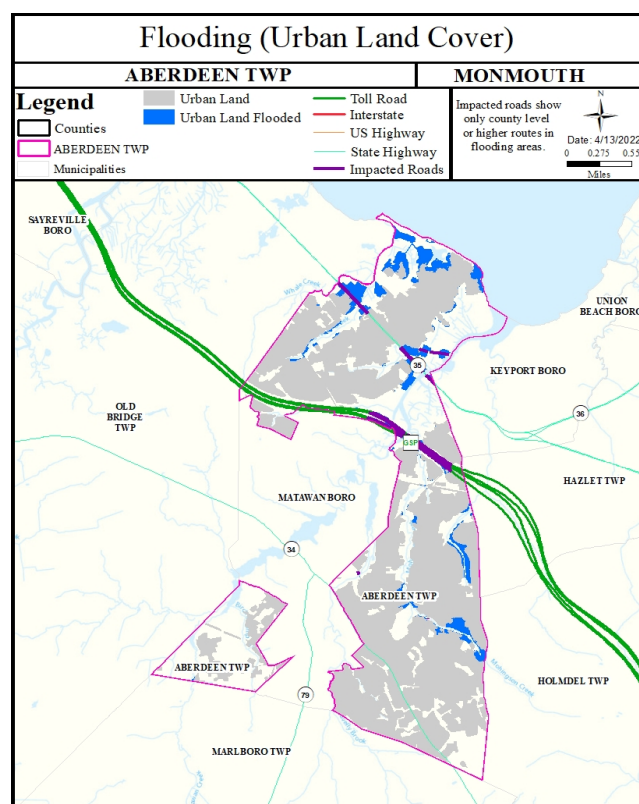 Flooding (Urban Land Cover)
ABERDEEN TWP
MONMOUTH
Legend
Counties
ABERDEEN TWP
Municipalities
Urban Land
Urban Land Flooded
Toll Road
Interstate
US Highway
State Highway
Impacted Roads
Impacted roads show
only county level
or higher routes in
flooding areas.
N
Date: 4/13/2022
0 0.275 0.55
Miles
SAYREVILLE
BORO
UNION
BEACH BORO
KEYPORT BORO
35
36
OLD
BRIDGE
TWP
GSP
HAZLET TWP
MATAWAN BORO
34
ABERDEEN TWP
ABERDEEN TWP
HOLMDEL TWP
79
MARLBORO TWP